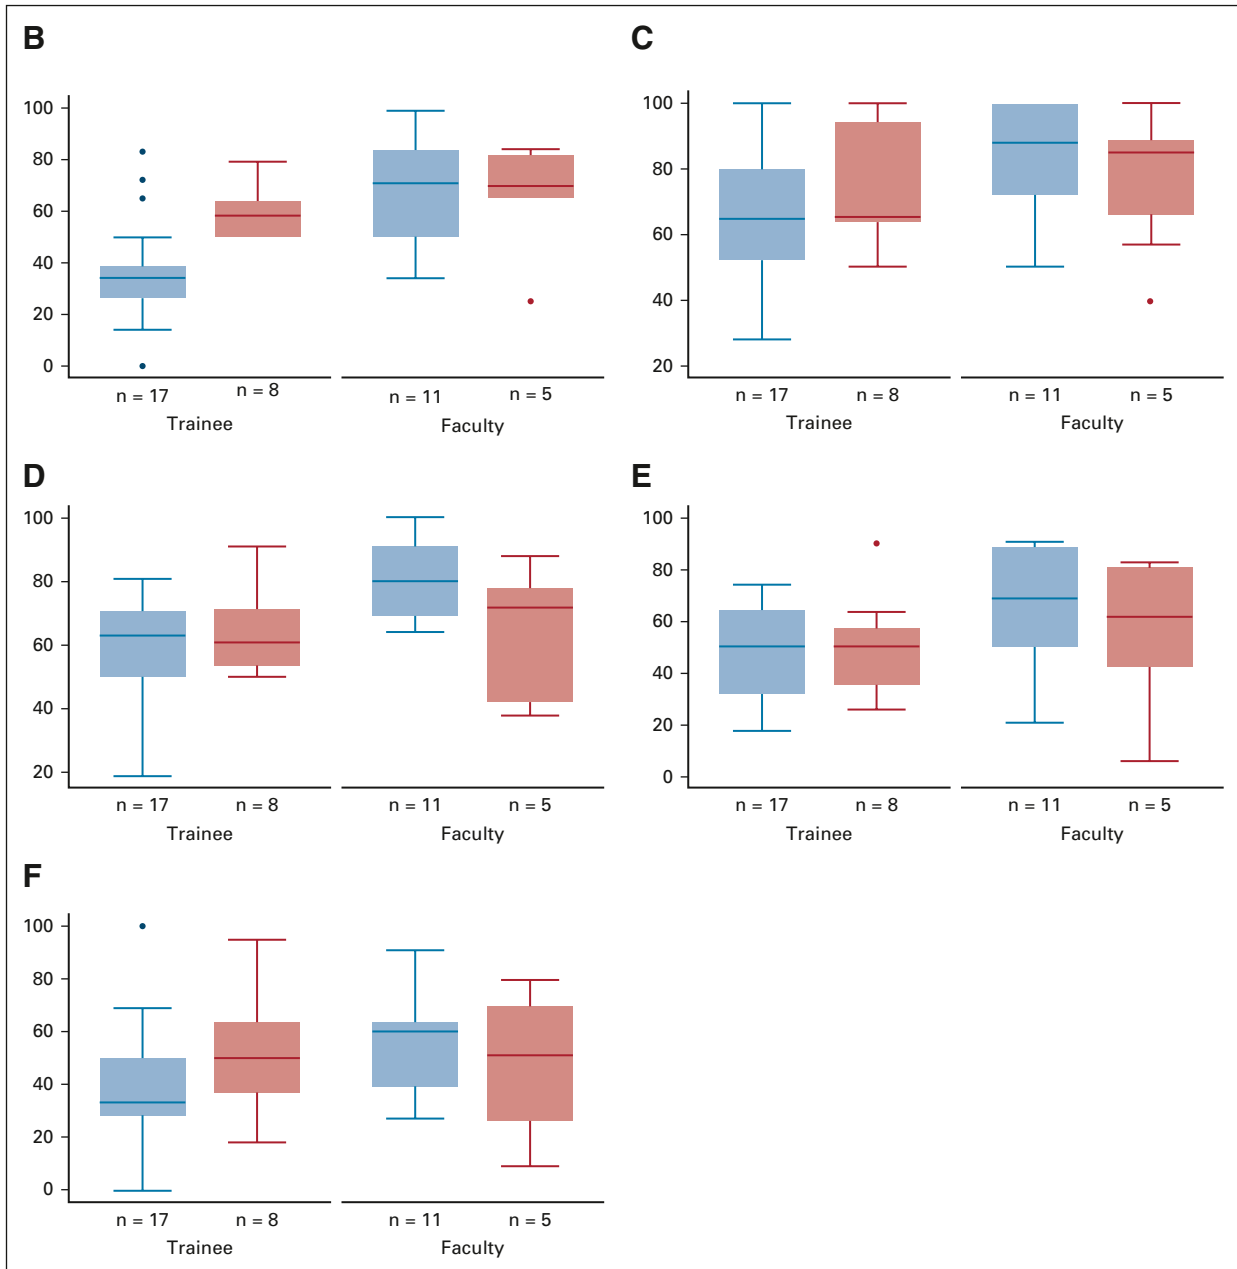 B
100
80
60
40
20
0
n = 17 n = 8 n = 11 n = 5
Trainee Faculty
C
100
80
60
40
20
n = 17 n = 8 n = 11 n = 5
Trainee Faculty
D
100
80
60
40
20
n = 17 n = 8 n = 11 n = 5
Trainee Faculty
E
100
80
60
40
20
0
n = 17 n = 8 n = 11 n = 5
Trainee Faculty
F
100
80
60
40
20
0
n = 17 n = 8 n = 11 n = 5
Trainee Faculty